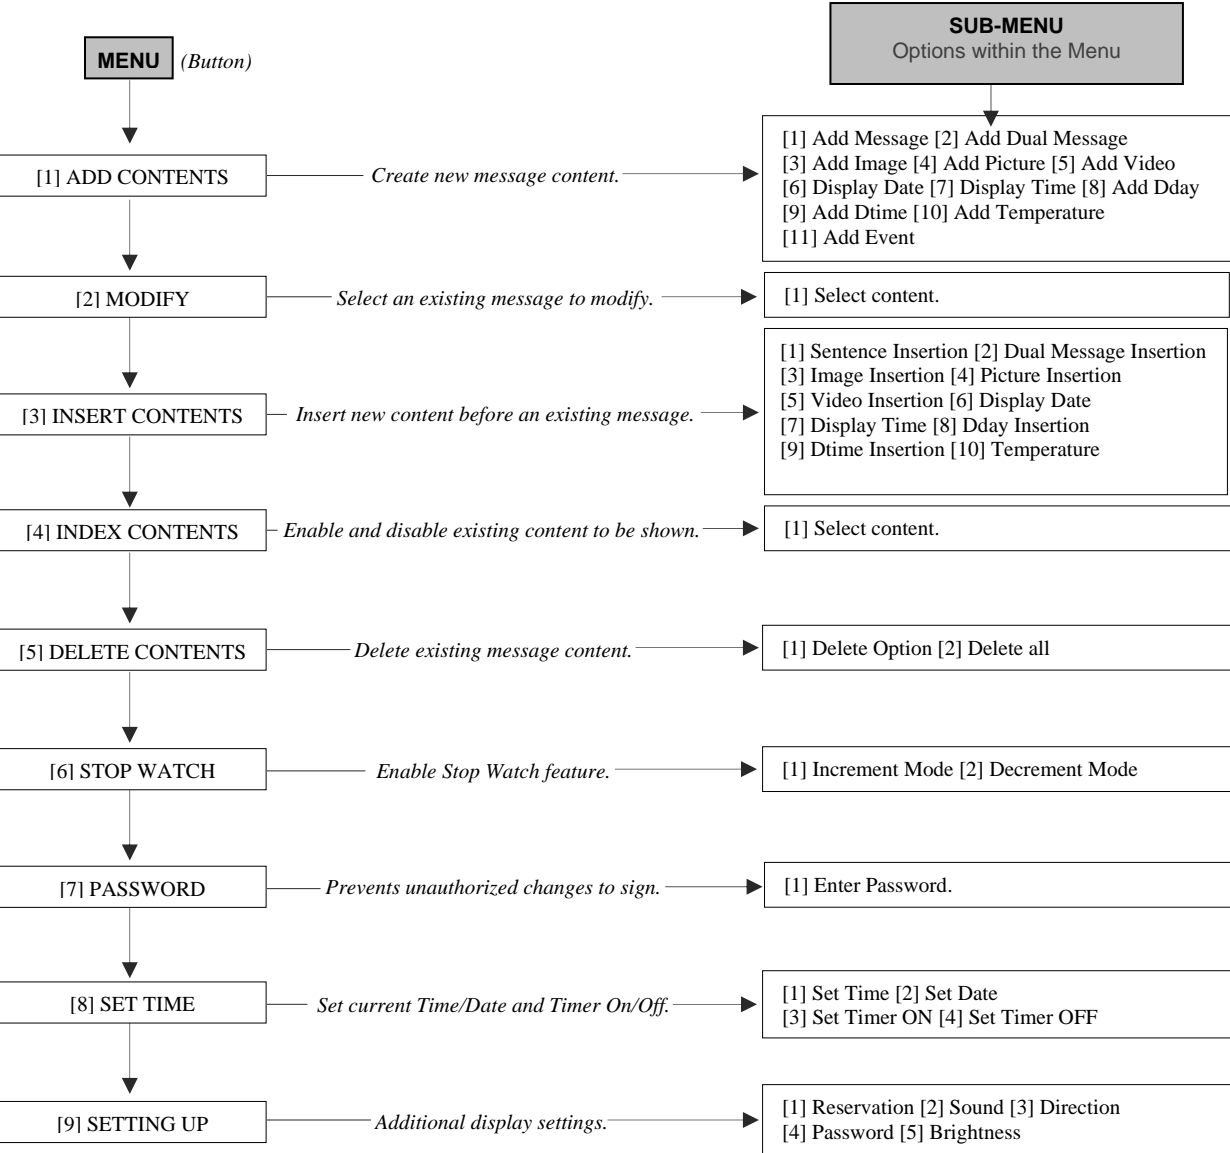 SUB-MENU
Options within the Menu
MENU (Button)
[1] ADD CONTENTS
Create new message content.
[1] Add Message [2] Add Dual Message
[3] Add Image [4] Add Picture [5] Add Video
[6] Display Date [7] Display Time [8] Add Dday
[9] Add Dtime [10] Add Temperature
[11] Add Event
[2] MODIFY
Select an existing message to modify.
[1] Select content.
[3] INSERT CONTENTS
Insert new content before an existing message.
[1] Sentence Insertion [2] Dual Message Insertion
[3] Image Insertion [4] Picture Insertion
[5] Video Insertion [6] Display Date
[7] Display Time [8] Dday Insertion
[9] Dtime Insertion [10] Temperature
[4] INDEX CONTENTS
Enable and disable existing content to be shown.
[1] Select content.
[5] DELETE CONTENTS
Delete existing message content.
[1] Delete Option [2] Delete all
[6] STOP WATCH
Enable Stop Watch feature.
[1] Increment Mode [2] Decrement Mode
[7] PASSWORD
Prevents unauthorized changes to sign.
[1] Enter Password.
[8] SET TIME
Set current Time/Date and Timer On/Off.
[1] Set Time [2] Set Date
[3] Set Timer ON [4] Set Timer OFF
[9] SETTING UP
Additional display settings.
[1] Reservation [2] Sound [3] Direction
[4] Password [5] Brightness